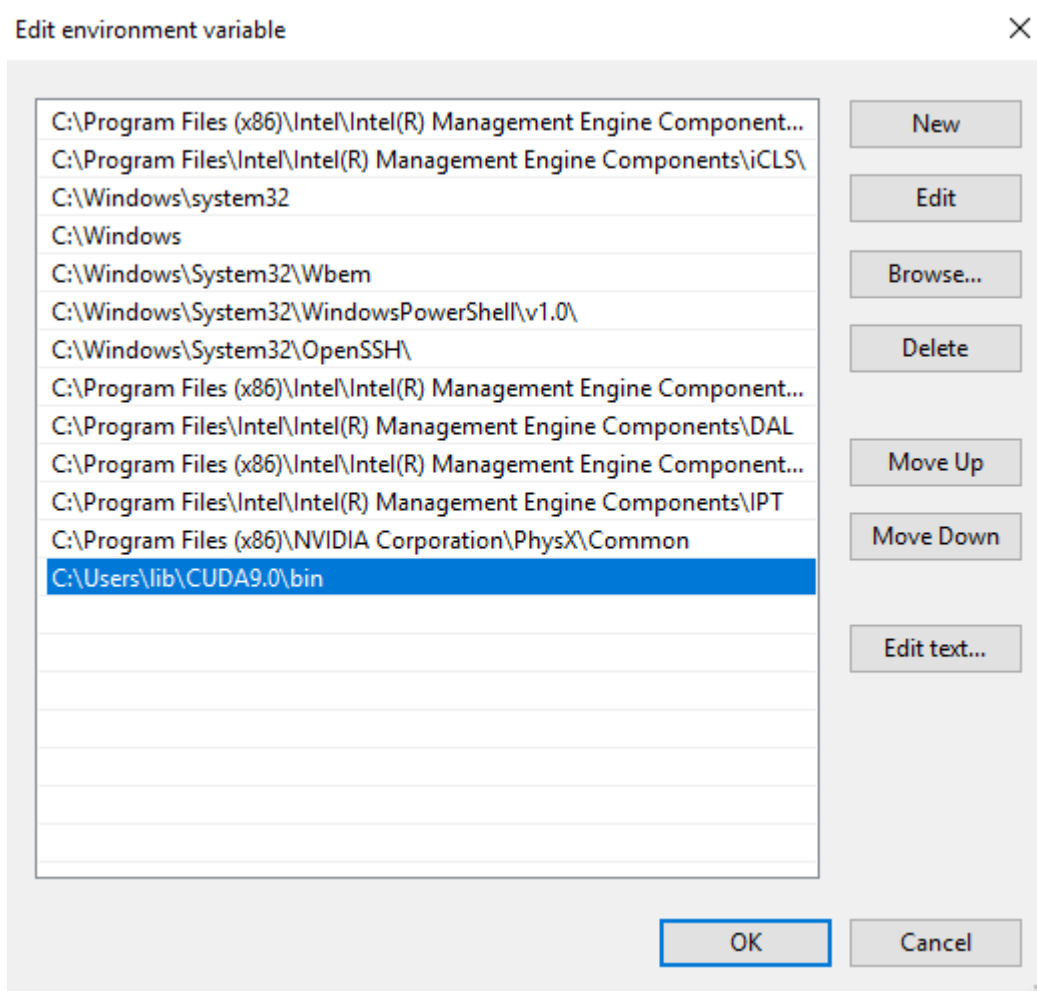 Edit environment variable
C:\Program Files (x86)\Intel\Intel(R) Management Engine Component...
New
C:\Program Files\Intel\Intel(R) Management Engine Components\iCLS\
C:\Windows\system32
Edit
C:\Windows
C:\Windows\System32\Wbem
Browse...
C:\Windows\System32\WindowsPowerShell\v1.0\
C:\Windows\System32\OpenSSH\
Delete
C:\Program Files (x86)\Intel\Intel(R) Management Engine Component...
C:\Program Files\Intel\Intel(R) Management Engine Components\DAL
C:\Program Files (x86)\Intel\Intel(R) Management Engine Component...
Move Up
C:\Program Files\Intel\Intel(R) Management Engine Components\IPT
C:\Program Files (x86)\NVIDIA Corporation\PhysX\Common
Move Down
C:\Users\lib\CUDA9.0\bin
Edit text...
OK
Cancel